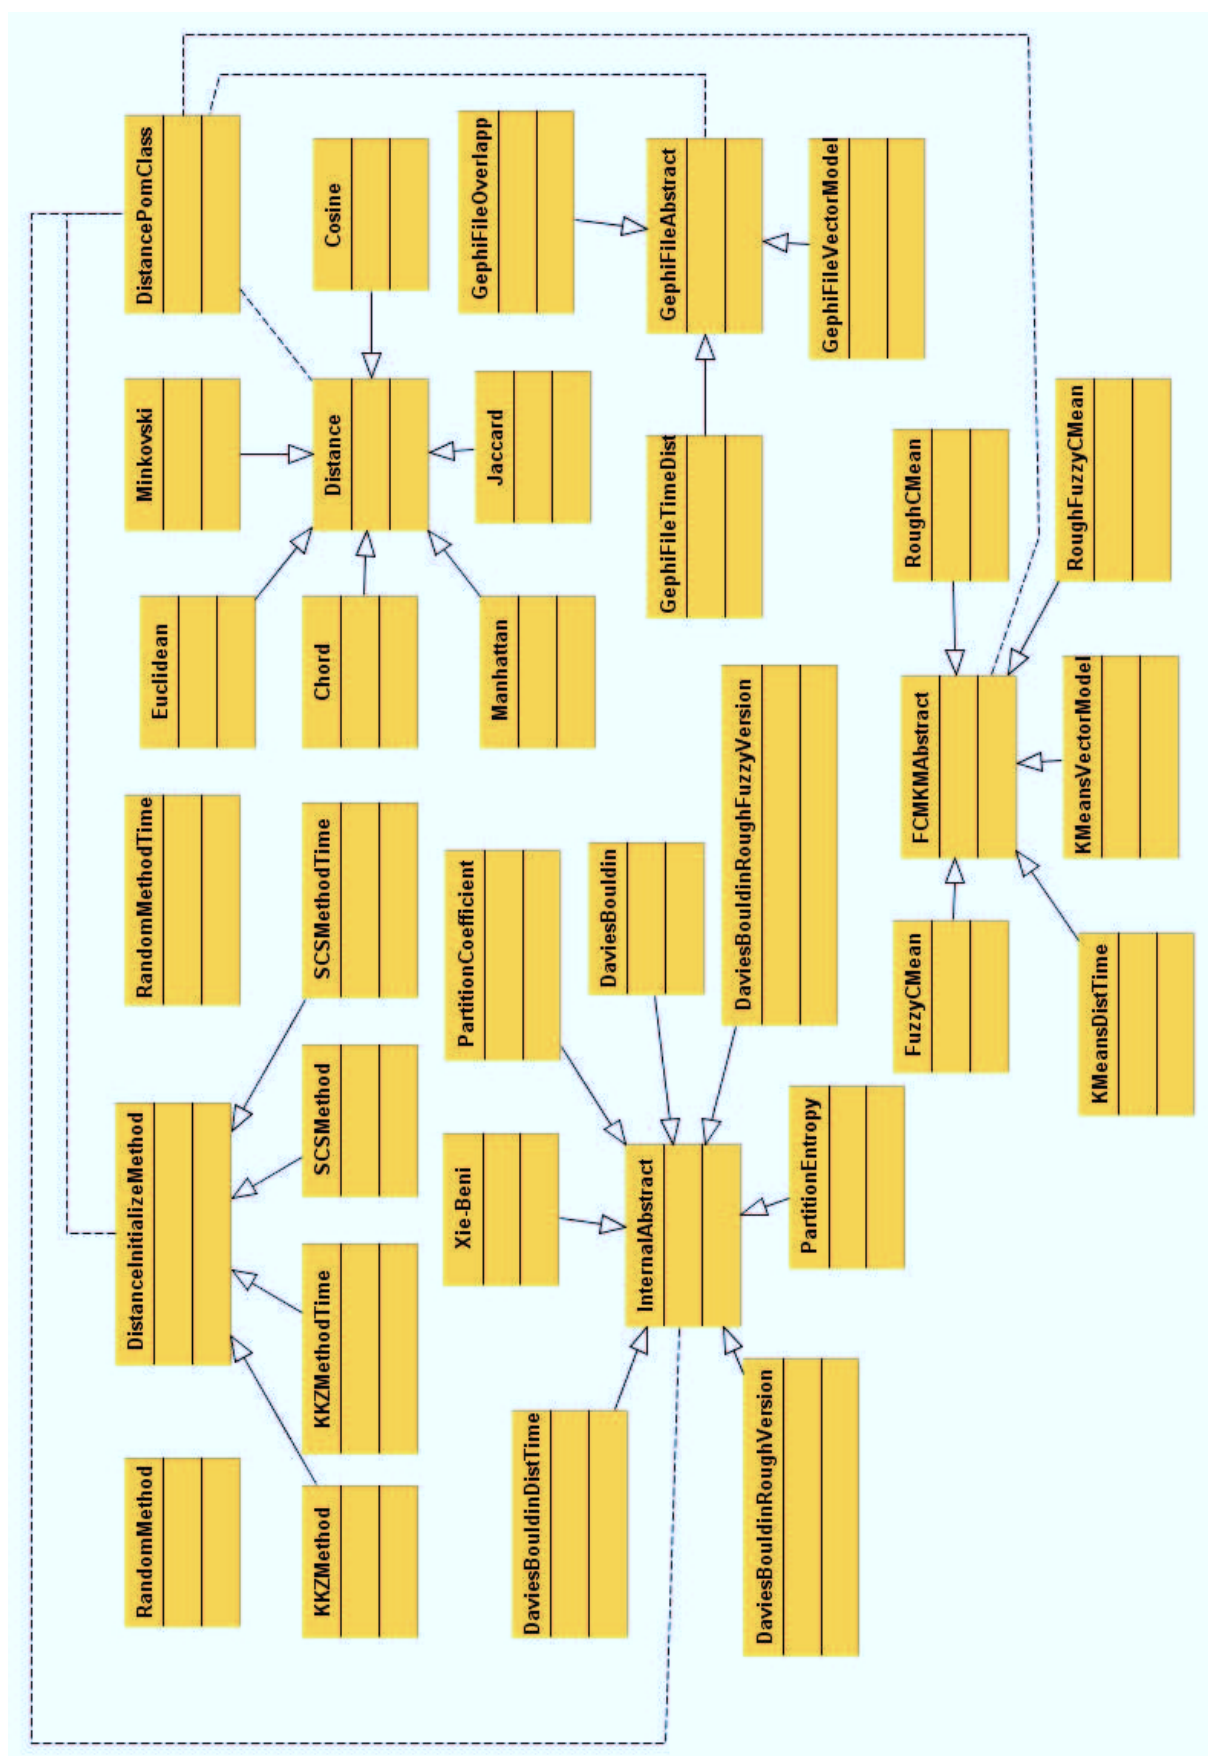 RandomMethod
DistanceInitializeMethod
RandomMethodTime
Euclidean
Minkovski
DistancePomClass
KKZMethod
KKZMethodTime
SCSMethod
SCSMethodTime
Chord
Distance
Cosine
Manhattan
Jaccard
GephiFileOverlapp
Xie-Beni
PartitionCoefficient
DaviesBouldinDistTime
DaviesBouldin
InternalAbstract
GephiFileTimeDist
GephiFileAbstract
DaviesBouldinRoughVersion
PartitionEntropy
DaviesBouldinRoughFuzzyVersion
GephiFileVectorModel
FuzzyCMean
FCMKMAbstract
RoughCMean
KMeansDistTime
KMeansVectorModel
RoughFuzzyCMean